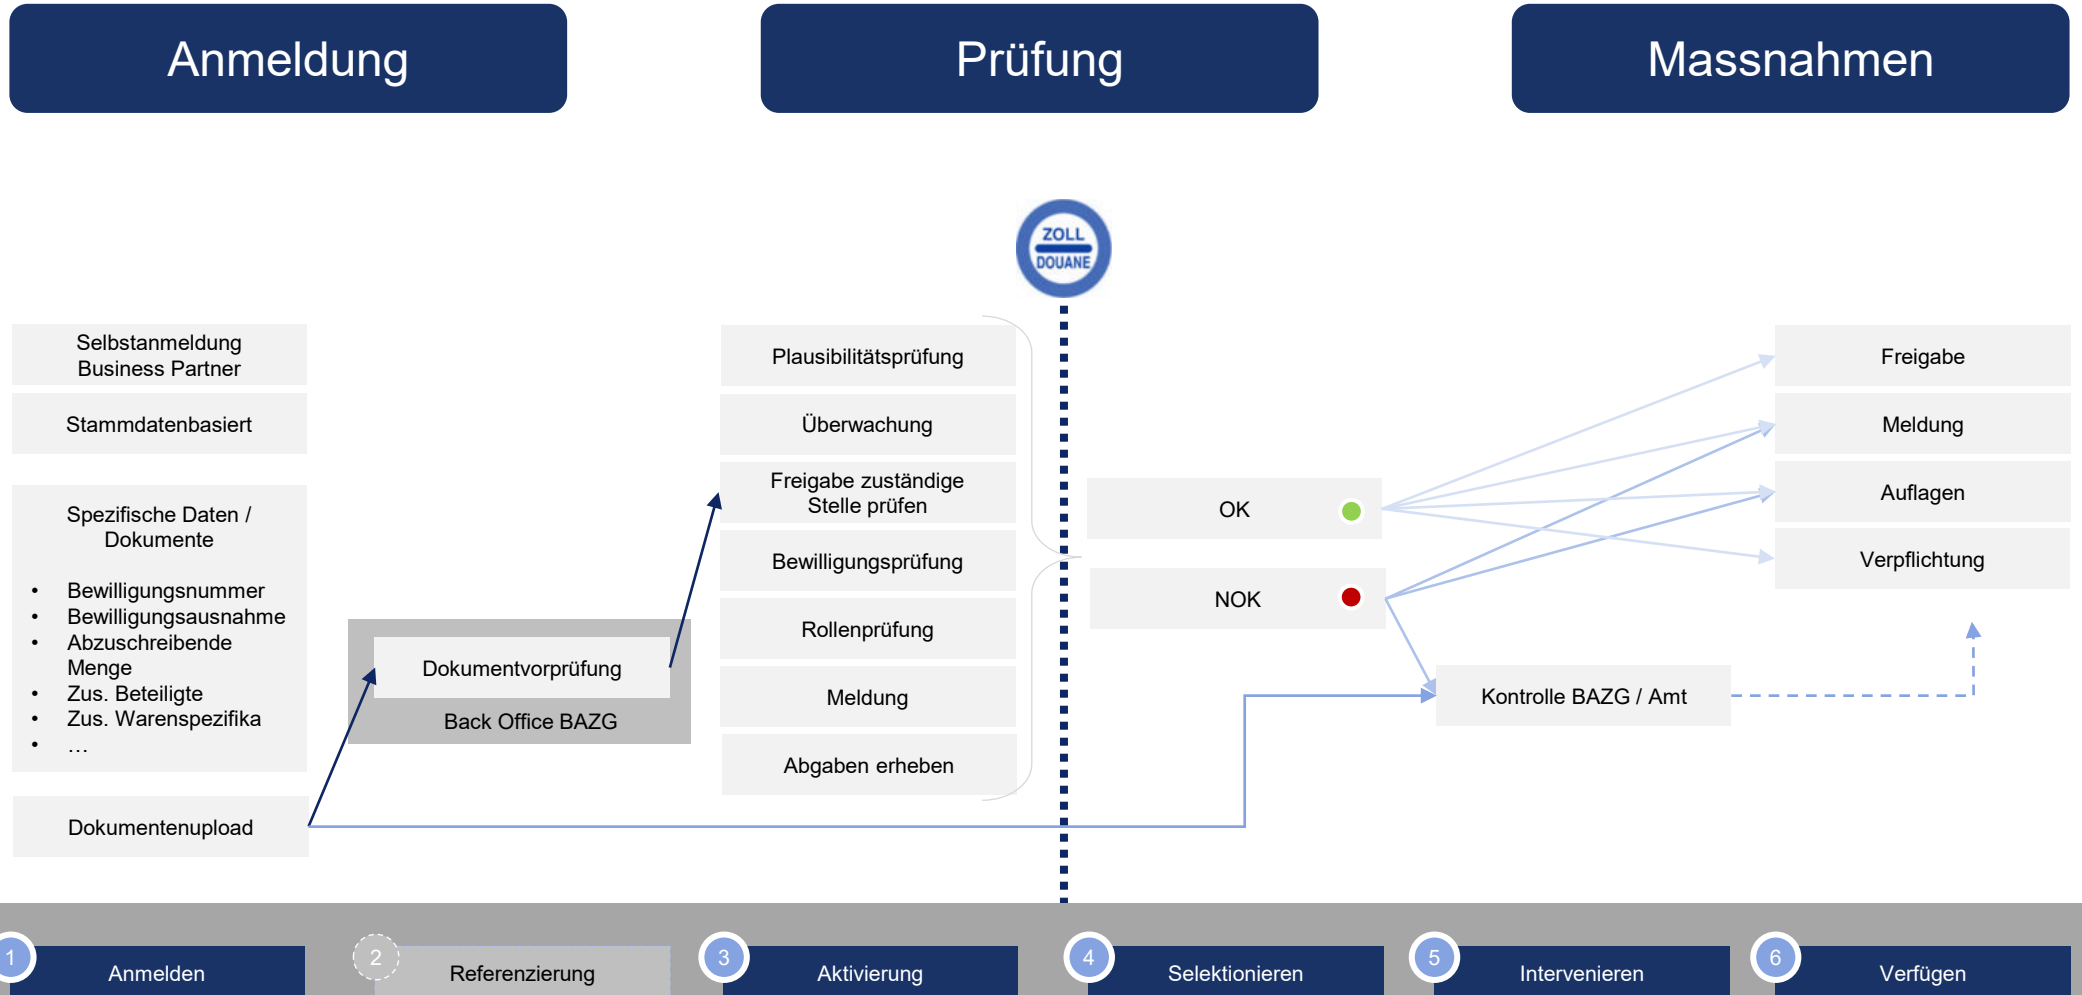 Anmeldung
Prüfung
Massnahmen
ZOLL
DOUANE
Selbstanmeldung
Business Partner
Stammdatenbasiert
Spezifische Daten /
Dokumente
• Bewilligungsnummer
• Bewilligungsausnahme
• Abzuschreibende
Menge
• Zus. Beteiligte
• Zus. Warenspezifika
• …
Dokumentenupload
Dokumentvorprüfung
Back Office BAZG
Plausibilitätsprüfung
Überwachung
Freigabe zuständige
Stelle prüfen
Bewilligungsprüfung
Rollenprüfung
Meldung
Abgaben erheben
OK
NOK
Kontrolle BAZG / Amt
Freigabe
Meldung
Auflagen
Verpflichtung
1
Anmelden
2
Referenzierung
3
Aktivierung
4
Selektionieren
5
Intervenieren
6
Verfügen